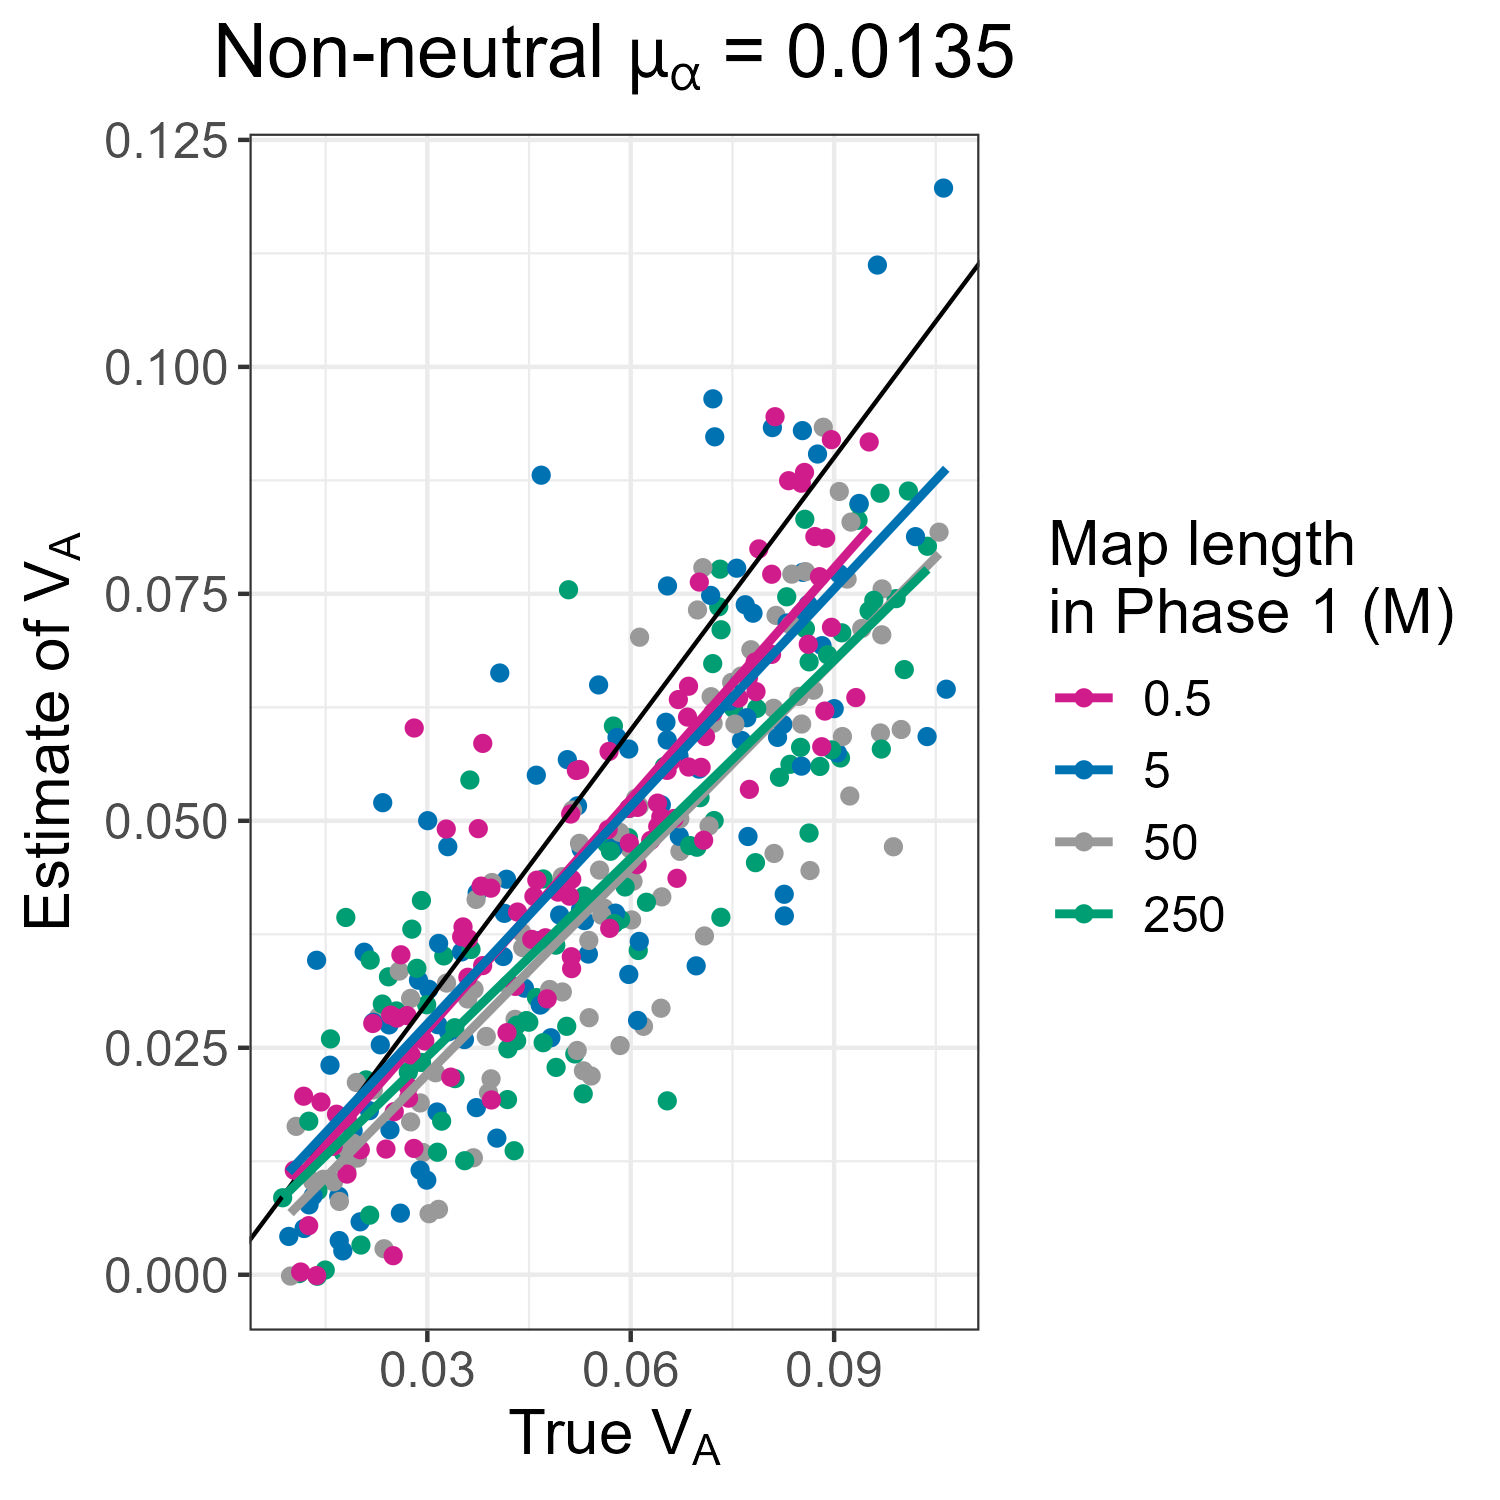 Non-neutral μα = 0.0135
0.125
0.100
0.075
0.050
0.025
0.000
Estimate of VA
0.03 0.06 0.09
True VA
Map length
in Phase 1 (M)
0.5
5
50
250